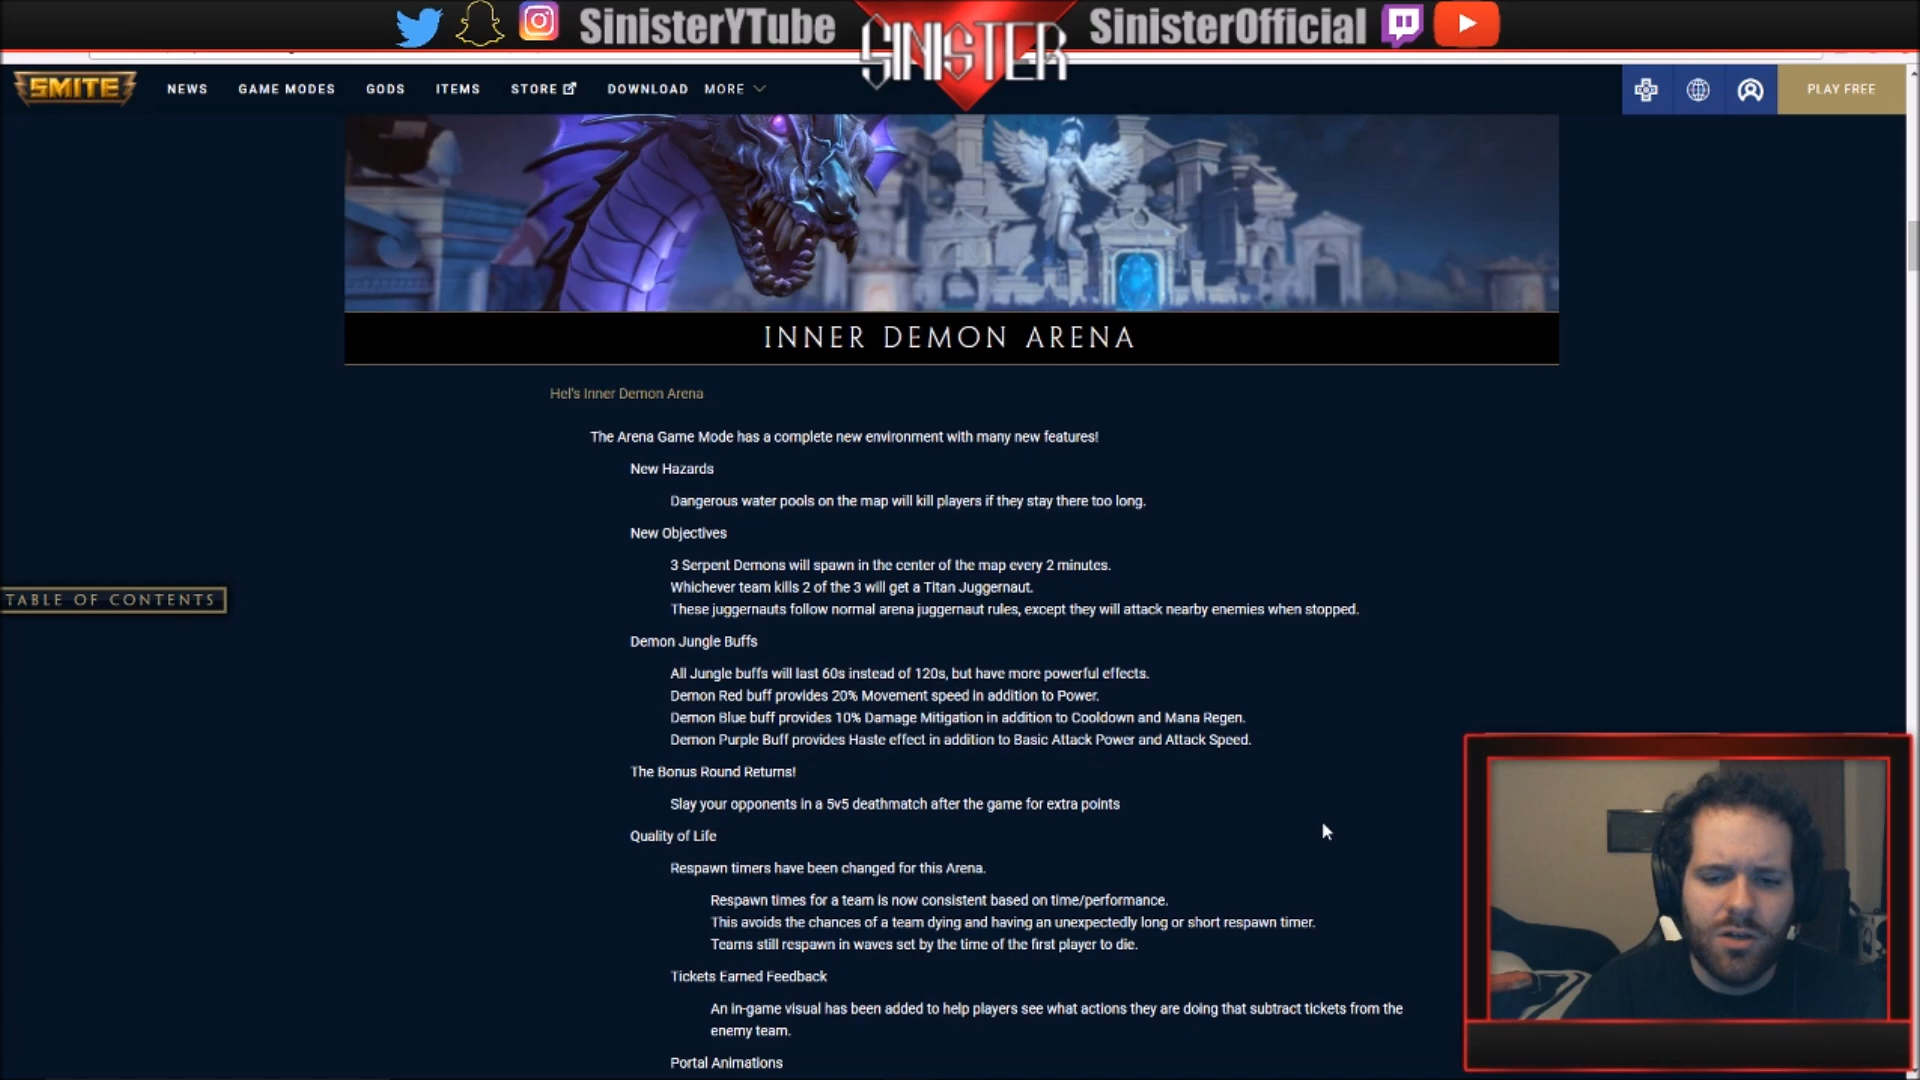 SinisterYTube
SINISTER
SinisterOfficial
SMITE
NEWS
GAME MODES
GODS
ITEMS
STORE
DOWNLOAD
MORE
PLAY FREE
INNER DEMON ARENA
Hel's Inner Demon Arena
The Arena Game Mode has a complete new environment with many new features!
New Hazards
Dangerous water pools on the map will kill players if they stay there too long.
New Objectives
3 Serpent Demons will spawn in the center of the map every 2 minutes.
Whichever team kills 2 of the 3 will get a Titan Juggernaut.
TABLE OF CONTENTS
These juggernauts follow normal arena juggernaut rules, except they will attack nearby enemies when stopped.
Demon Jungle Buffs
All Jungle buffs will last 60s instead of 120s, but have more powerful effects.
Demon Red buff provides 20% Movement speed in addition to Power.
Demon Blue buff provides 10% Damage Mitigation in addition to Cooldown and Mana Regen.
Demon Purple Buff provides Haste effect in addition to Basic Attack Power and Attack Speed.
The Bonus Round Returns!
Slay your opponents in a 5v5 deathmatch after the game for extra points
Quality of Life
Respawn timers have been changed for this Arena.
Respawn times for a team is now consistent based on time/performance.
This avoids the chances of a team dying and having an unexpectedly long or short respawn timer.
Teams still respawn in waves set by the time of the first player to die.
Tickets Earned Feedback
An in-game visual has been added to help players see what actions they are doing that subtract tickets from the
enemy team.
Portal Animations